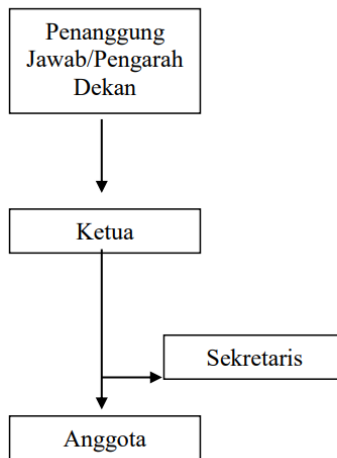 Penanggung
Jawab/Pengarah
Dekan
Ketua
Sekretaris
Anggota